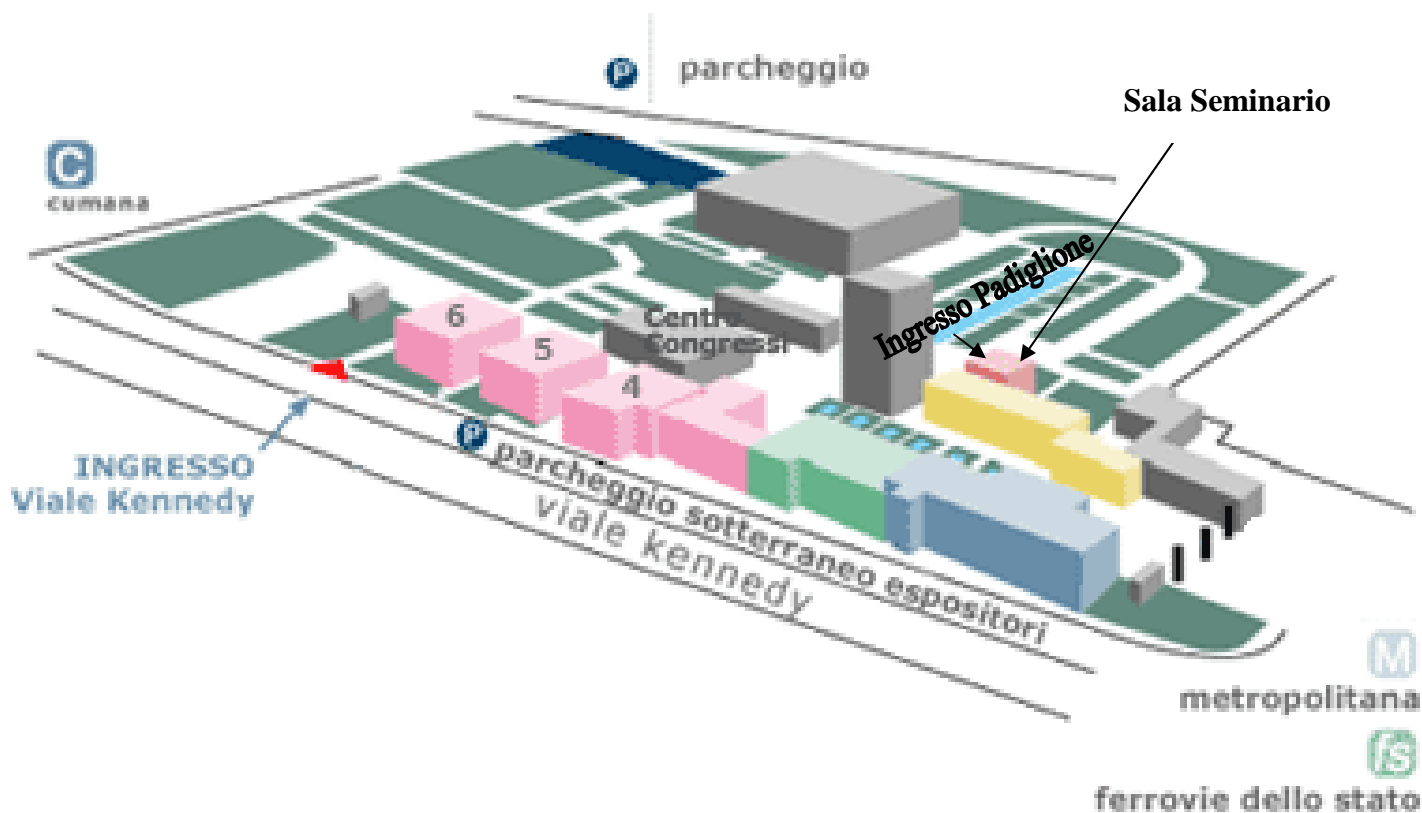 P parcheggio
Sala Seminario
C
cumana
Ingresso Padiglione
6
5
4
Centro
Congressi
INGRESSO
Viale Kennedy
P parcheggio sotterraneo espositori
viale kennedy
M
metropolitana
fs
ferrovie dello stato